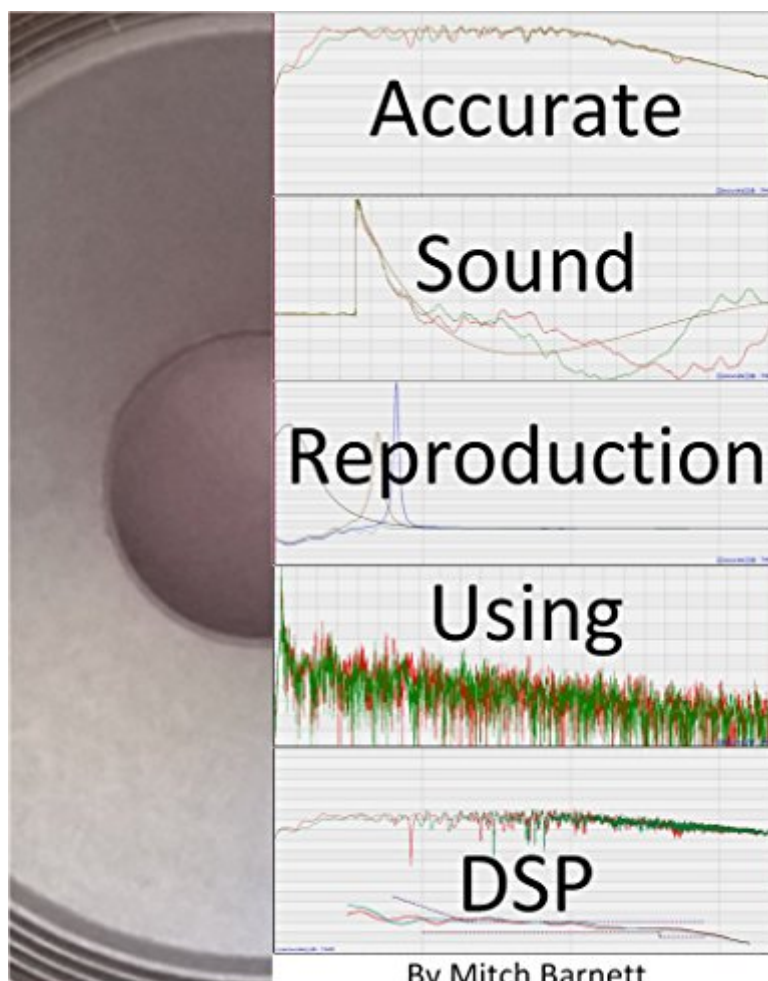 Accurate
Sound
Reproduction
Using
DSP
By Mitch Barnett